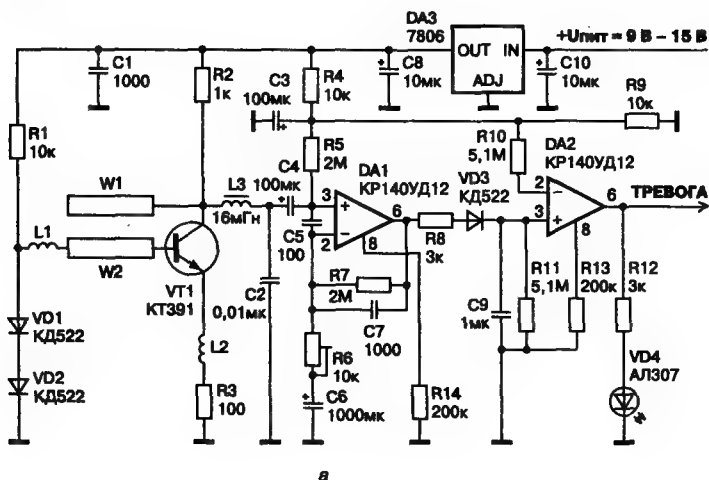 DA3
7806
+Uпит = 9 В – 15 В
OUT IN
ADJ
C1
1000
R2
1к
C3
100мк
R4
10к
C8
10мк
C10
10мк
R9
10к
R1
10к
R5
2М
R10
5,1М
DA2
КР140УД12
C4
100мк
DA1
КР140УД12
VD3
КД522
W1
L3
16мГн
3
+
6
2
–
6
ТРЕВОГА
L1
W2
C5
100
2
–
8
R8
3к
3
+
8
VT1
КТ391
C2
0,01мк
R7
2М
C7
1000
R11
5,1М
R13
200к
R12
3к
VD1
КД522
C9
1мк
L2
R6
10к
VD4
АЛ307
VD2
КД522
R3
100
C6
1000мк
R14
200к
+
+
+
+
+
а